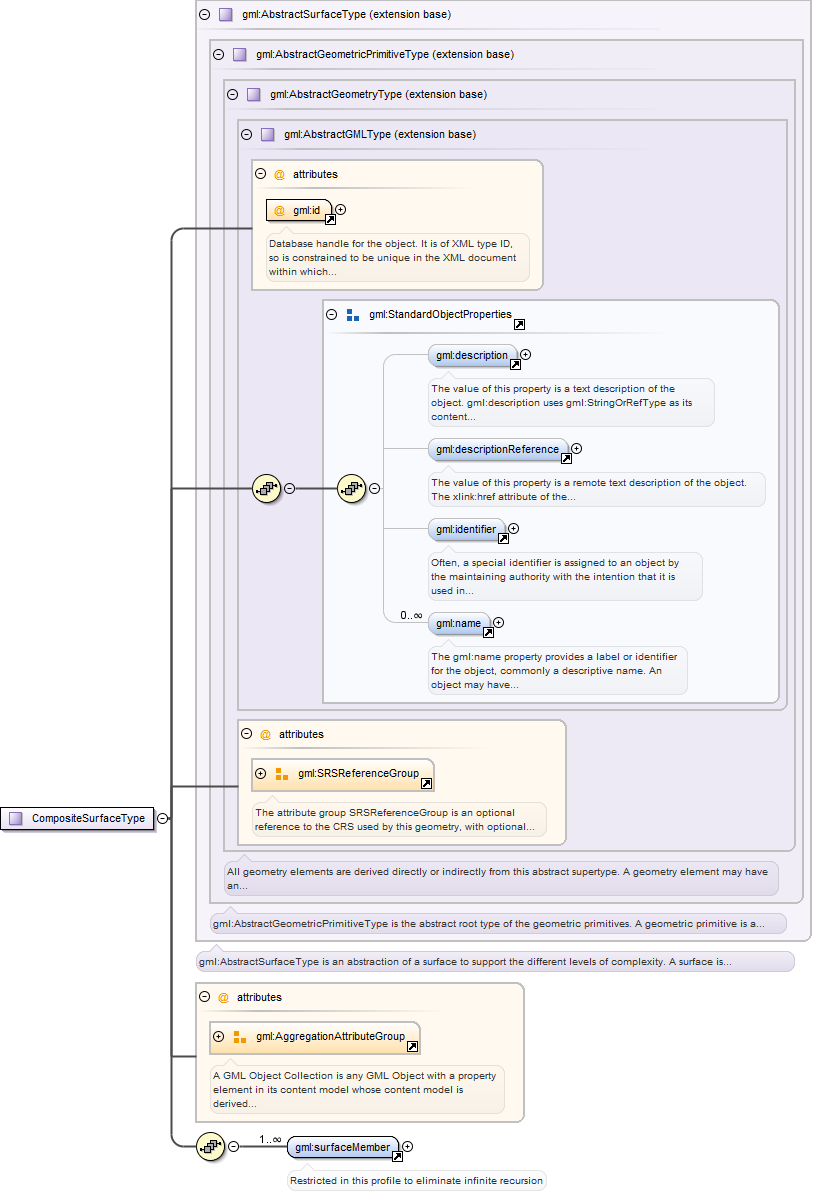 gml:AbstractSurfaceType (extension base)
gml:AbstractGeometricPrimitiveType (extension base)
gml:AbstractGeometryType (extension base)
gml:AbstractGMLType (extension base)
@ attributes
@ gml:id
Database handle for the object. It is of XML type ID,
so is constrained to be unique in the XML document
within which...
gml:StandardObjectProperties
gml:description
The value of this property is a text description of the
object. gml:description uses gml:StringOrRefType as its
content...
gml:descriptionReference
The value of this property is a remote text description of the object.
The xlink:href attribute of the...
gml:identifier
Often, a special identifier is assigned to an object by
the maintaining authority with the intention that it is
used in...
0..∞
gml:name
The gml:name property provides a label or identifier
for the object, commonly a descriptive name. An
object may have...
@ attributes
gml:SRSReferenceGroup
The attribute group SRSReferenceGroup is an optional
reference to the CRS used by this geometry, with optional...
CompositeSurfaceType
All geometry elements are derived directly or indirectly from this abstract supertype. A geometry element may have
an...
gml:AbstractGeometricPrimitiveType is the abstract root type of the geometric primitives. A geometric primitive is a...
gml:AbstractSurfaceType is an abstraction of a surface to support the different levels of complexity. A surface is...
@ attributes
gml:AggregationAttributeGroup
A GML Object Collection is any GML Object with a property
element in its content model whose content model is
derived...
1..∞
gml:surfaceMember
Restricted in this profile to eliminate infinite recursion